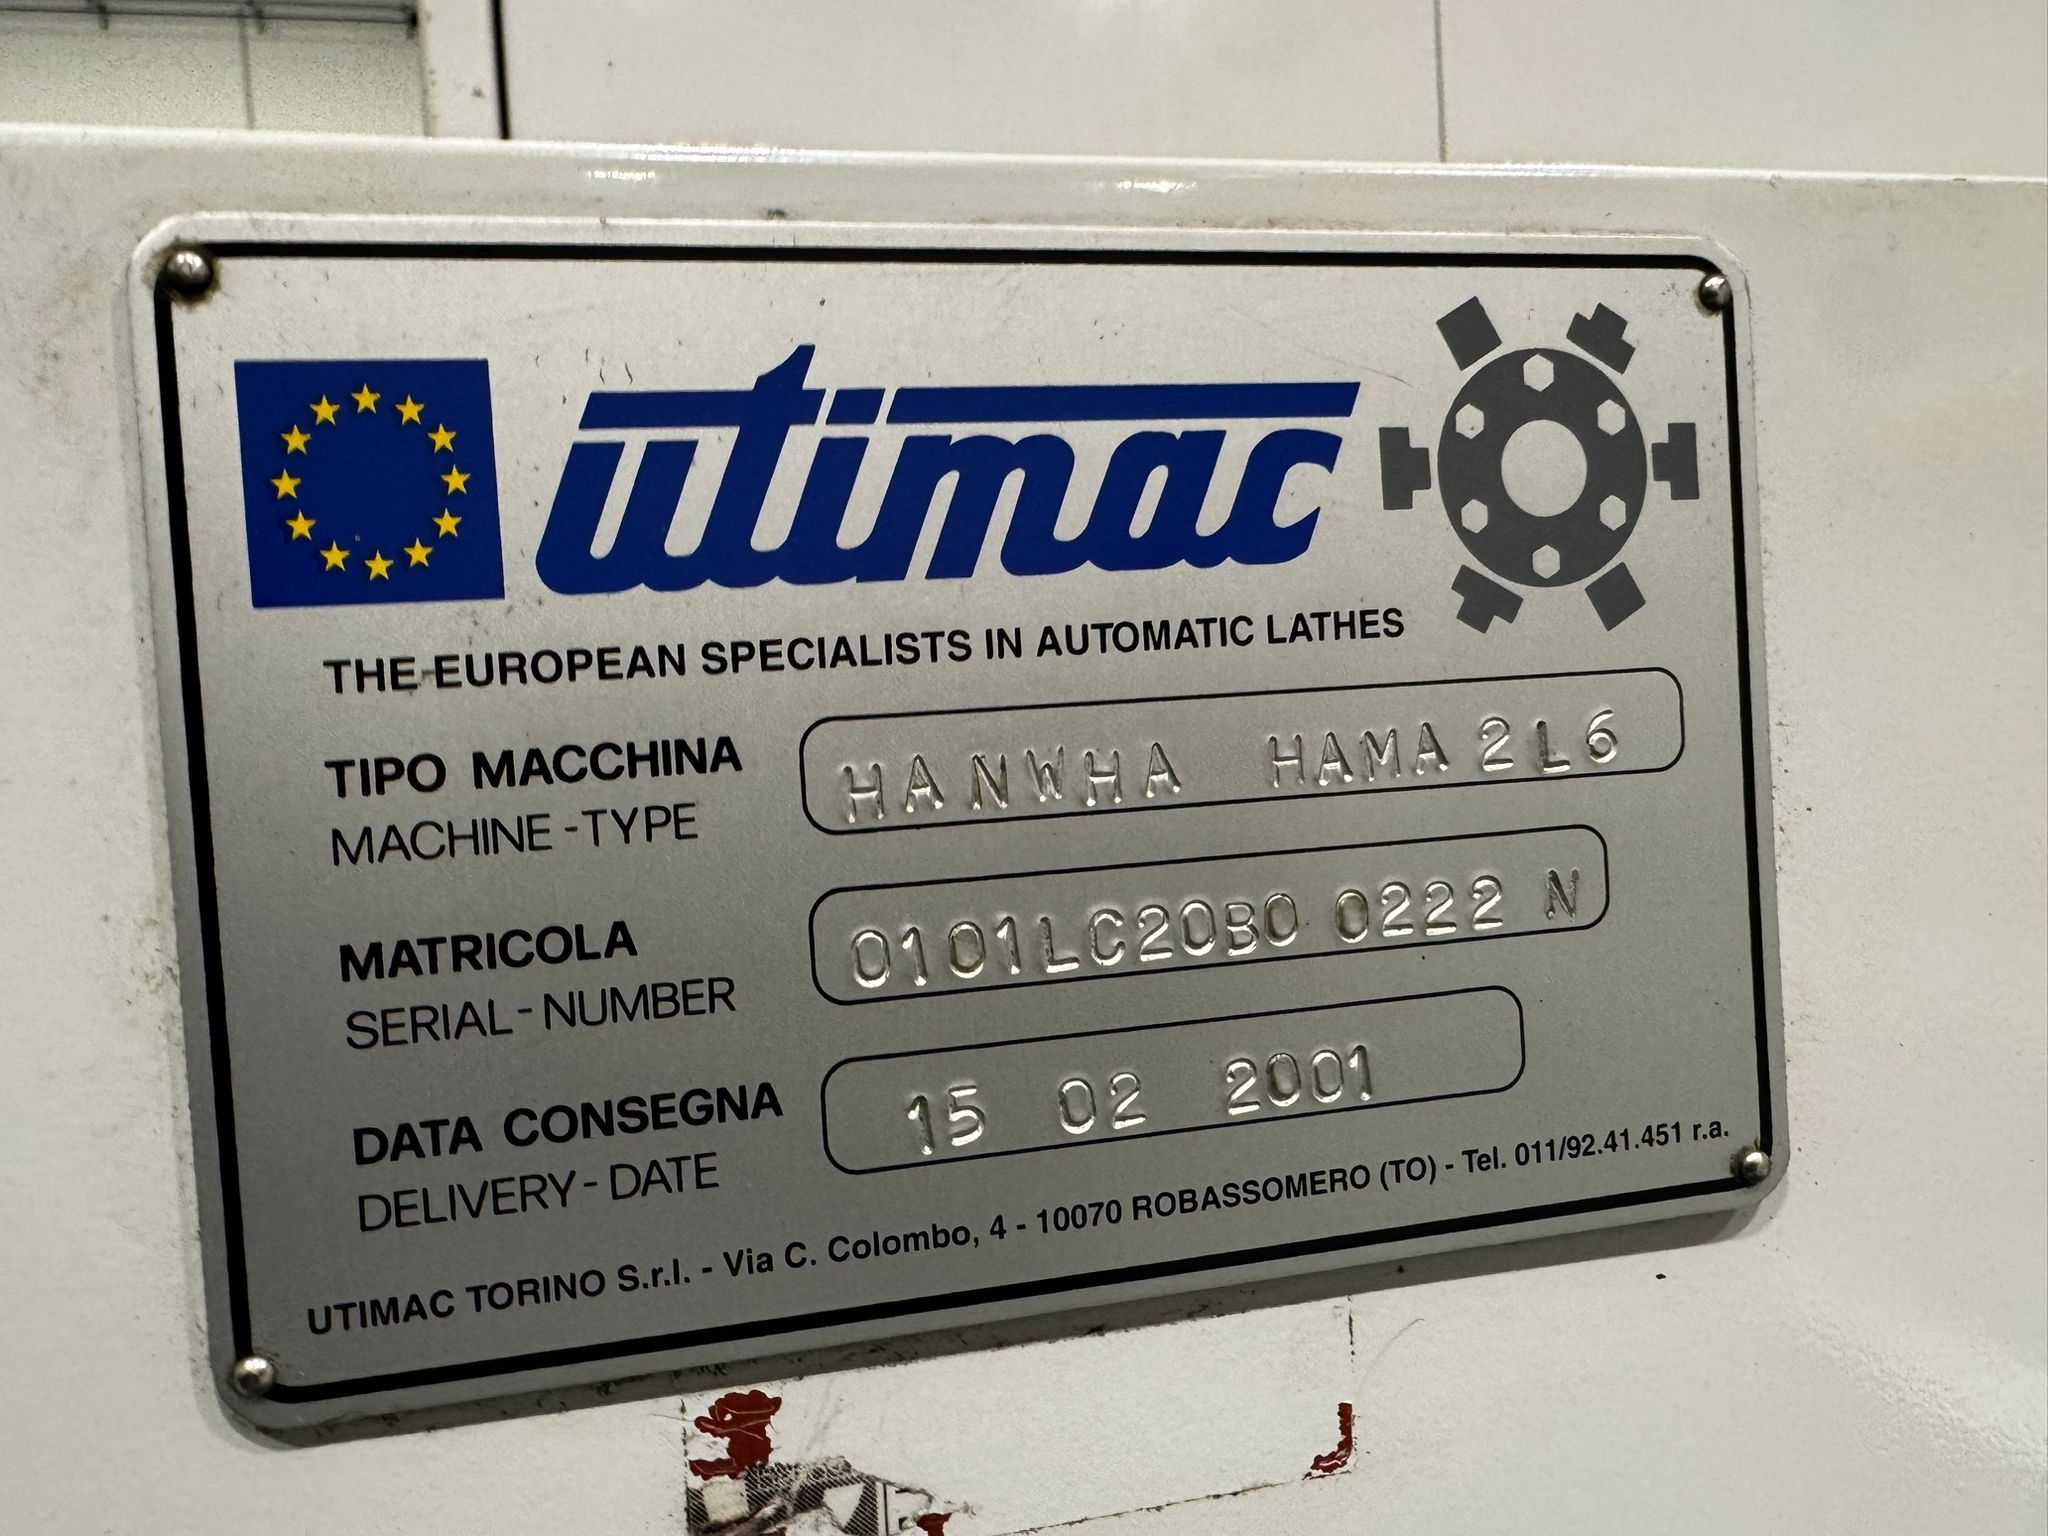 utimac
THE EUROPEAN SPECIALISTS IN AUTOMATIC LATHES
TIPO MACCHINA HANWHA HAMA 2L6
MACHINE-TYPE
MATRICOLA 0101LC20B0 0222 N
SERIAL-NUMBER
DATA CONSEGNA 15 02 2001
DELIVERY-DATE
UTIMAC TORINO S.r.l. - Via C. Colombo, 4 - 10070 ROBASSOMERO (TO) - Tel. 011/92.41.451 r.a.